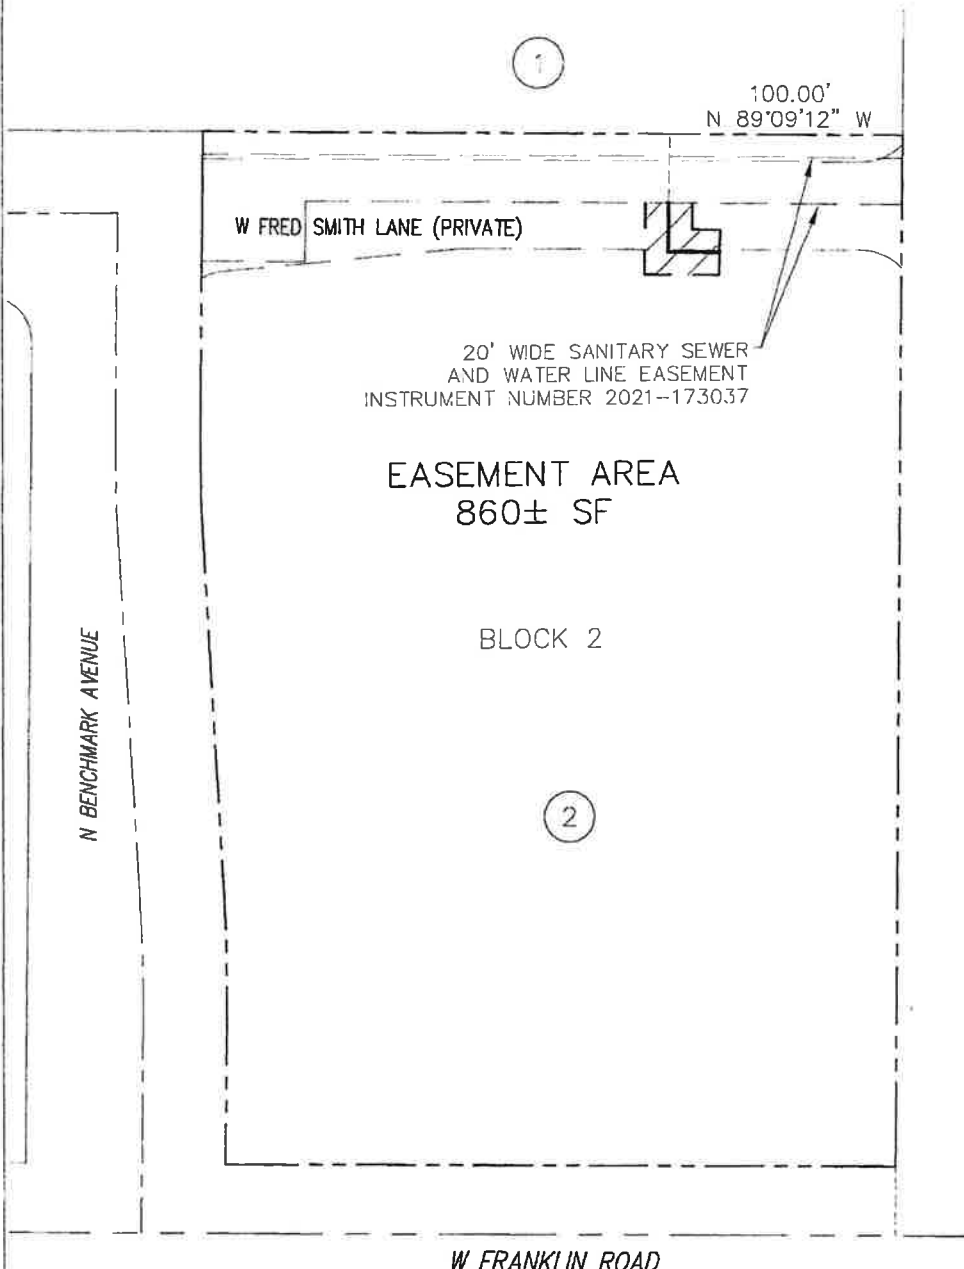 1
100.00'
N 89°09'12" W
W FRED SMITH LANE (PRIVATE)
20' WIDE SANITARY SEWER
AND WATER LINE EASEMENT
INSTRUMENT NUMBER 2021-173037
EASEMENT AREA
860± SF
BLOCK 2
N BENCHMARK AVENUE
2
W FRANKLIN ROAD